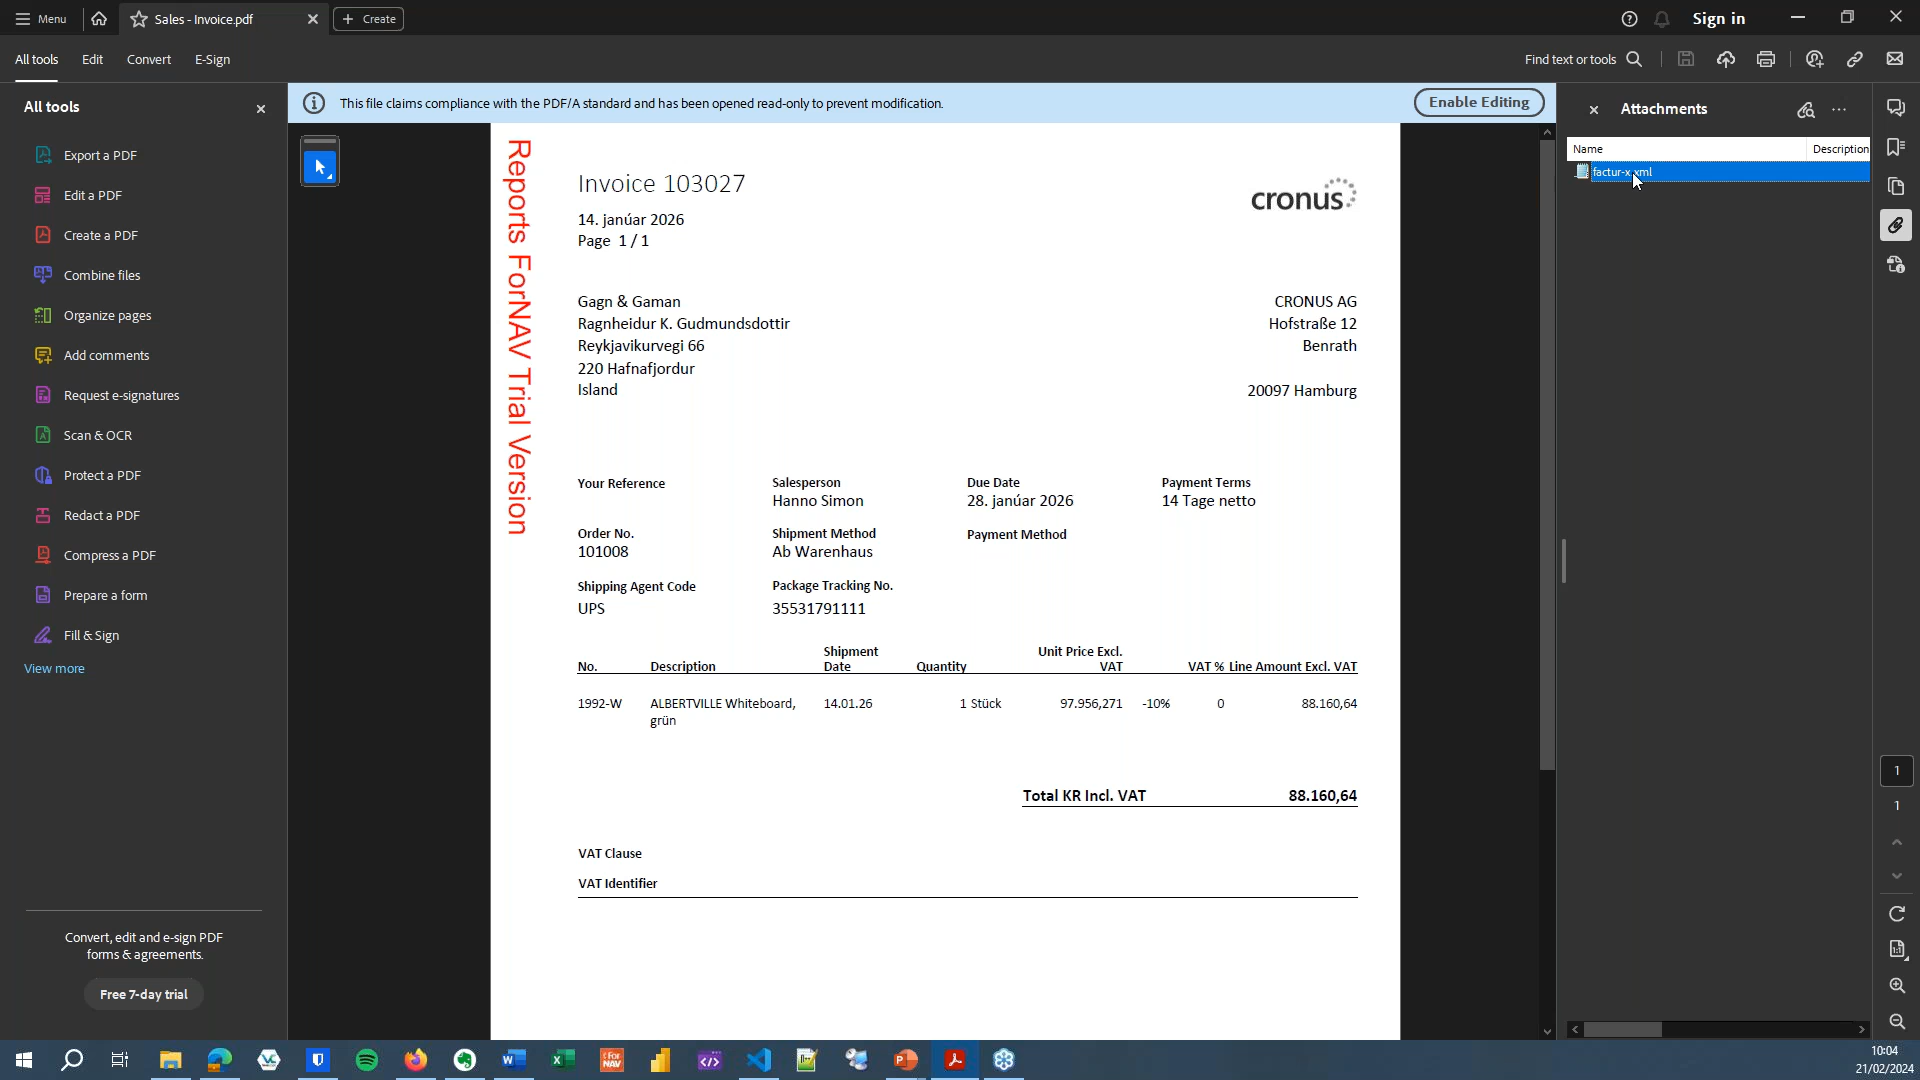 Menu
Sales - Invoice.pdf
Create
Sign in
All tools
Edit
Convert
E-Sign
Find text or tools
All tools
Export a PDF
Edit a PDF
Create a PDF
Combine files
Organize pages
Add comments
Request e-signatures
Scan & OCR
Protect a PDF
Redact a PDF
Compress a PDF
Prepare a form
Fill & Sign
View more
Convert, edit and e-sign PDF
forms & agreements.
Free 7-day trial
This file claims compliance with the PDF/A standard and has been opened read-only to prevent modification.
Enable Editing
Reports ForNAV Trial Version
Invoice 103027
14. janúar 2026
Page 1 / 1
cronus
Gagn & Gaman
Ragnheidur K. Gudmundsdottir
Reykjavikurvegi 66
220 Hafnafjordur
Island
CRONUS AG
Hofstraße 12
Benrath
20097 Hamburg
Your Reference
Salesperson
Hanno Simon
Due Date
28. janúar 2026
Payment Terms
14 Tage netto
Order No.
101008
Shipment Method
Ab Warenhaus
Payment Method
Shipping Agent Code
UPS
Package Tracking No.
35531791111
No. Description Shipment Date Quantity Unit Price Excl. VAT VAT % Line Amount Excl. VAT
1992-W ALBERTVILLE Whiteboard, 14.01.26 1 Stück 97.956,271 -10% 0 88.160,64
grün
Total KR Incl. VAT 88.160,64
VAT Clause
VAT Identifier
Attachments
Name Description
factur-x.xml
1
1
for NAV
10:04
21/02/2024